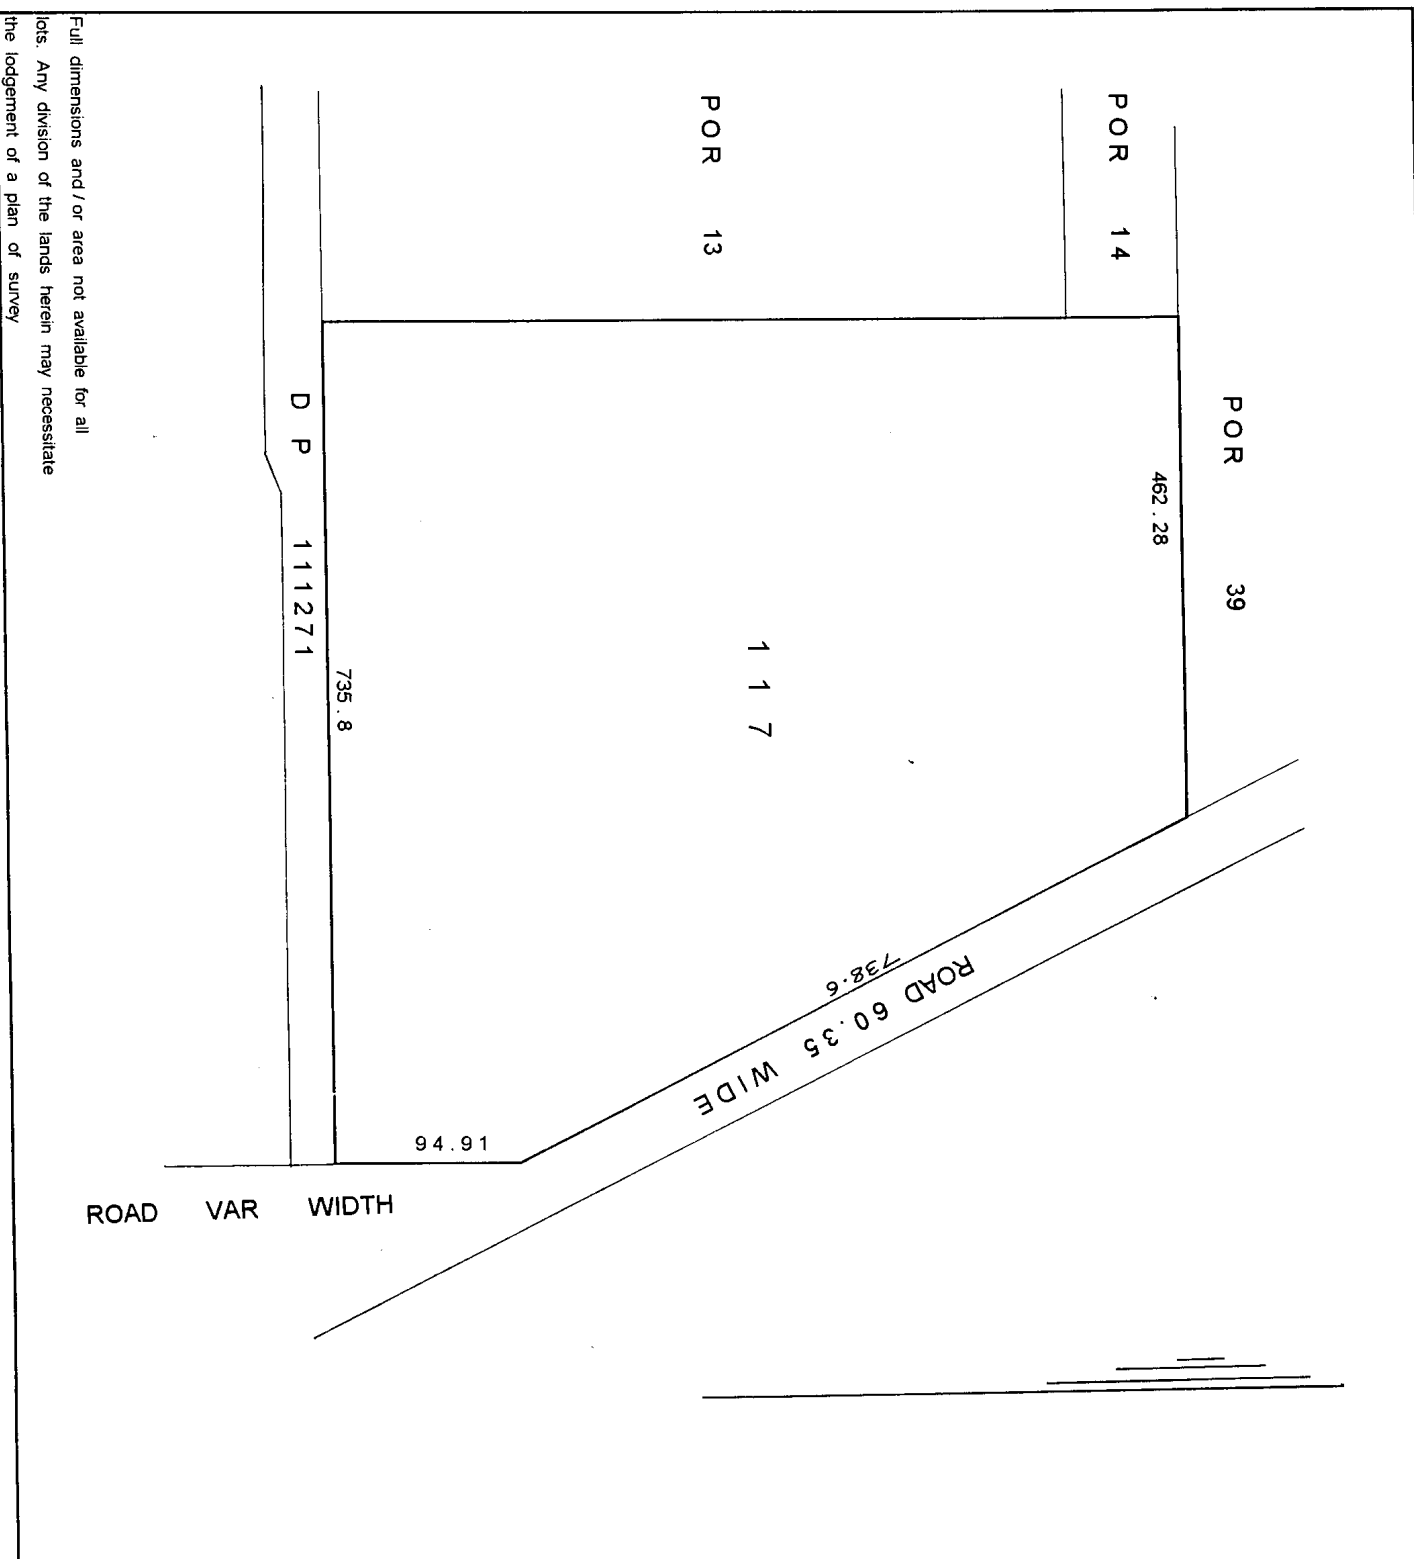 Full dimensions and/or area not available for all
lots. Any division of the lands herein may necessitate
the lodgement of a plan of survey
POR 13
POR 14
POR 39
462.28
DP 111271
735.8
117
738.6
ROAD 60.35 WIDE
94.91
ROAD VAR WIDTH